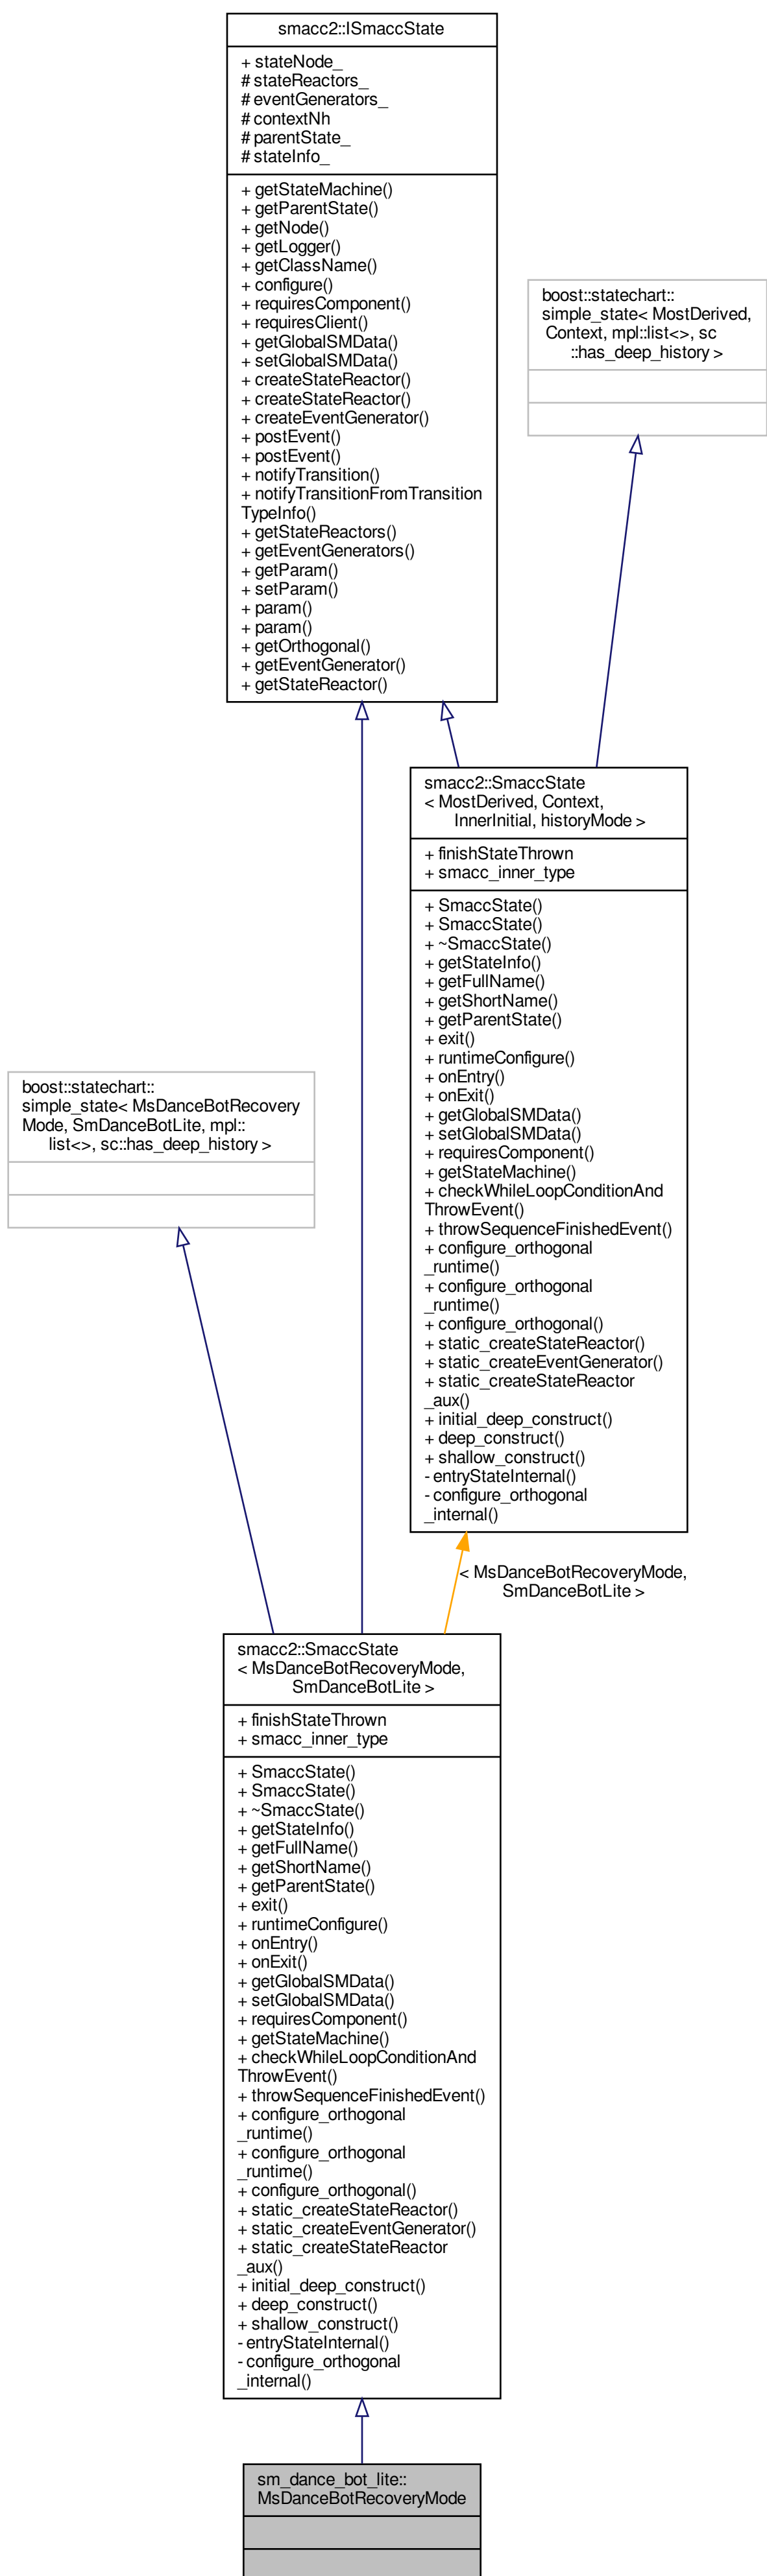 smacc2::ISmaccState
+ stateNode_
# stateReactors_
# eventGenerators_
# contextNh
# parentState_
# stateInfo_
+ getStateMachine()
+ getParentState()
+ getNode()
+ getLogger()
+ getClassName()
+ configure()
+ requiresComponent()
+ requiresClient()
+ getGlobalSMData()
+ setGlobalSMData()
+ createStateReactor()
+ createStateReactor()
+ createEventGenerator()
+ postEvent()
+ postEvent()
+ notifyTransition()
+ notifyTransitionFromTransition
TypeInfo()
+ getStateReactors()
+ getEventGenerators()
+ getParam()
+ setParam()
+ param()
+ param()
+ getOrthogonal()
+ getEventGenerator()
+ getStateReactor()
boost::statechart::
simple_state< MostDerived,
Context, mpl::list<>, sc
::has_deep_history >
smacc2::SmaccState
< MostDerived, Context,
InnerInitial, historyMode >
+ finishStateThrown
+ smacc_inner_type
+ SmaccState()
+ SmaccState()
+ ~SmaccState()
+ getStateInfo()
+ getFullName()
+ getShortName()
+ getParentState()
+ exit()
+ runtimeConfigure()
+ onEntry()
+ onExit()
+ getGlobalSMData()
+ setGlobalSMData()
+ requiresComponent()
+ getStateMachine()
+ checkWhileLoopConditionAnd
ThrowEvent()
+ throwSequenceFinishedEvent()
+ configure_orthogonal
_runtime()
+ configure_orthogonal
_runtime()
+ configure_orthogonal()
+ static_createStateReactor()
+ static_createEventGenerator()
+ static_createStateReactor
_aux()
+ initial_deep_construct()
+ deep_construct()
+ shallow_construct()
- entryStateInternal()
- configure_orthogonal
_internal()
boost::statechart::
simple_state< MsDanceBotRecovery
Mode, SmDanceBotLite, mpl::
list<>, sc::has_deep_history >
< MsDanceBotRecoveryMode,
SmDanceBotLite >
smacc2::SmaccState
< MsDanceBotRecoveryMode,
SmDanceBotLite >
+ finishStateThrown
+ smacc_inner_type
+ SmaccState()
+ SmaccState()
+ ~SmaccState()
+ getStateInfo()
+ getFullName()
+ getShortName()
+ getParentState()
+ exit()
+ runtimeConfigure()
+ onEntry()
+ onExit()
+ getGlobalSMData()
+ setGlobalSMData()
+ requiresComponent()
+ getStateMachine()
+ checkWhileLoopConditionAnd
ThrowEvent()
+ throwSequenceFinishedEvent()
+ configure_orthogonal
_runtime()
+ configure_orthogonal
_runtime()
+ configure_orthogonal()
+ static_createStateReactor()
+ static_createEventGenerator()
+ static_createStateReactor
_aux()
+ initial_deep_construct()
+ deep_construct()
+ shallow_construct()
- entryStateInternal()
- configure_orthogonal
_internal()
sm_dance_bot_lite::
MsDanceBotRecoveryMode